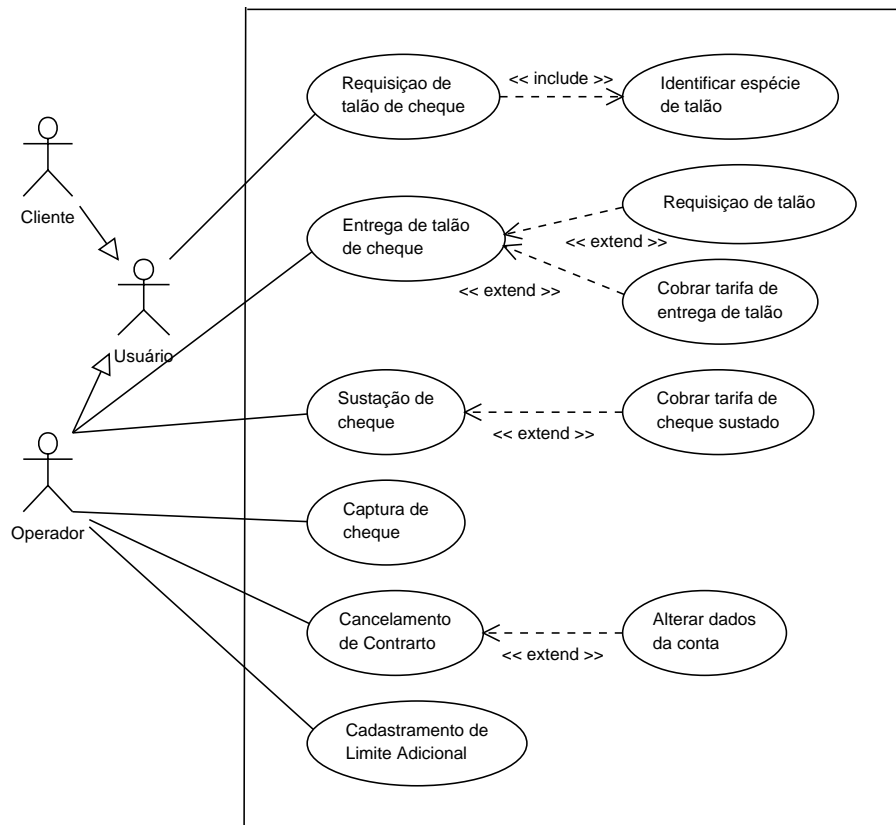 Requisiçao de
talão de cheque
<< include >>
Identificar espécie
de talão
Cliente
Entrega de talão
de cheque
Requisiçao de talão
<< extend >>
<< extend >>
Cobrar tarifa de
entrega de talão
Usuário
Sustação de
cheque
Cobrar tarifa de
cheque sustado
<< extend >>
Operador
Captura de
cheque
Cancelamento
de Contrarto
Alterar dados
da conta
<< extend >>
Cadastramento de
Limite Adicional